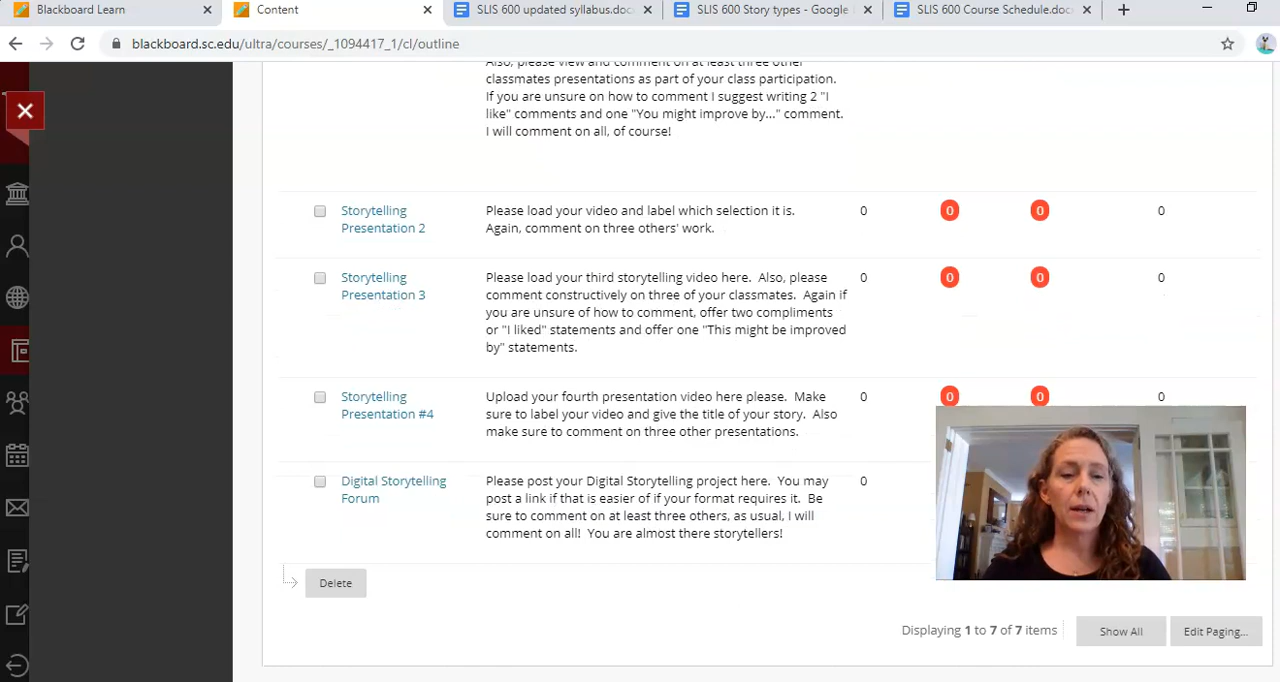 Blackboard Learn
Content
SLIS 600 updated syllabus.doc
SLIS 600 Story types - Google
SLIS 600 Course Schedule.doc
blackboard.sc.edu/ultra/courses/_1094417_1/cl/outline
Also, please view and comment on at least three other
classmates presentations as part of your class participation.
If you are unsure on how to comment I suggest writing 2 "I
like" comments and one "You might improve by..." comment.
I will comment on all, of course!
Storytelling
Presentation 2
Please load your video and label which selection it is.
Again, comment on three others' work.
0 0 0 0
Storytelling
Presentation 3
Please load your third storytelling video here. Also, please
comment constructively on three of your classmates. Again if
you are unsure of how to comment, offer two compliments
or "I liked" statements and offer one "This might be improved
by" statements.
0 0 0 0
Storytelling
Presentation #4
Upload your fourth presentation video here please. Make
sure to label your video and give the title of your story. Also
make sure to comment on three other presentations.
0 0 0 0
Digital Storytelling
Forum
Please post your Digital Storytelling project here. You may
post a link if that is easier of if your format requires it. Be
sure to comment on at least three others, as usual, I will
comment on all! You are almost there storytellers!
0
Delete
Displaying 1 to 7 of 7 items
Show All
Edit Paging...